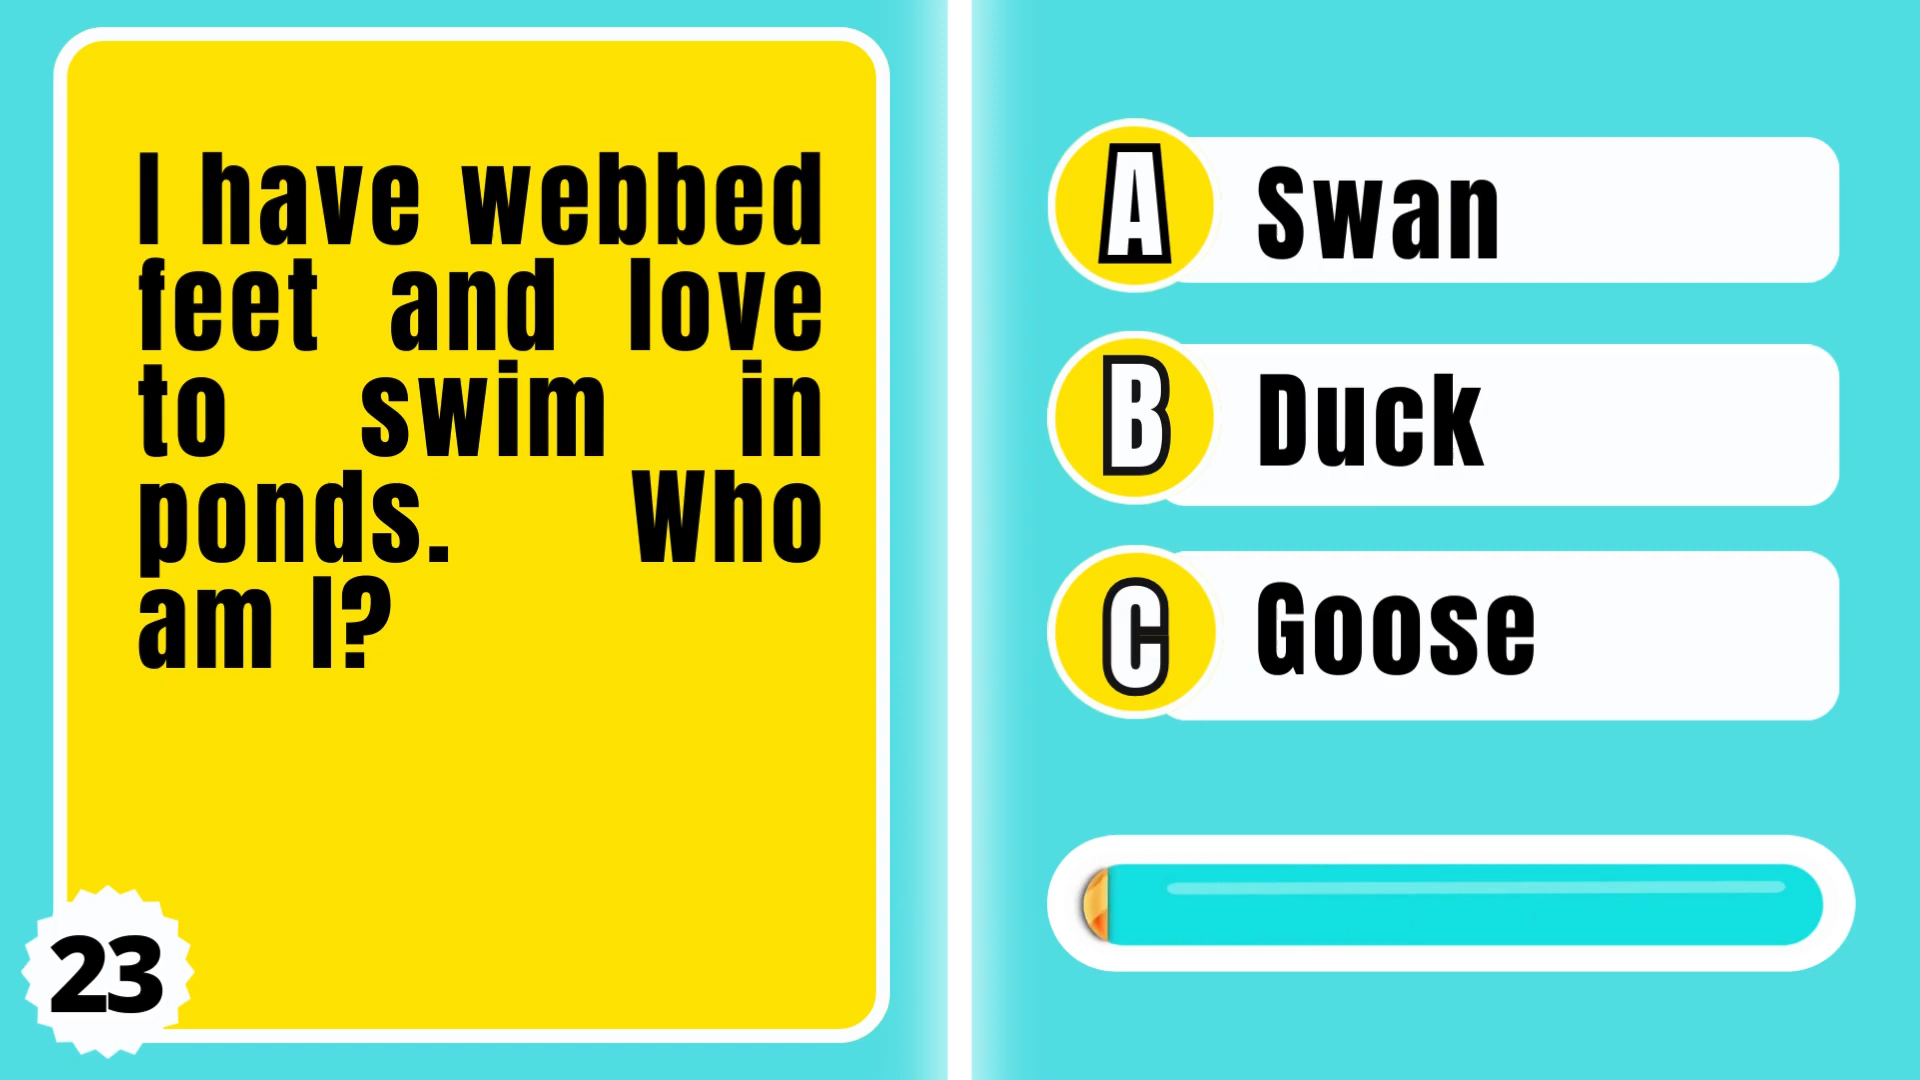 I have webbed
feet and love
to swim in
ponds. Who
am I?
23
A Swan
B Duck
C Goose